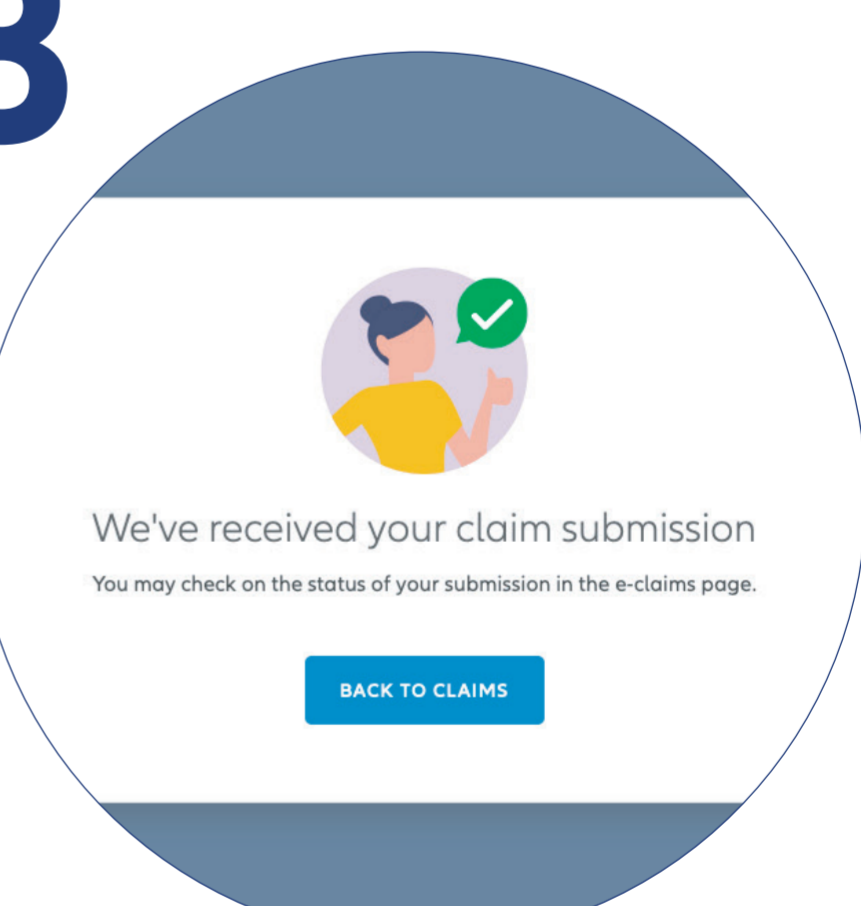 3
We've received your claim submission
You may check on the status of your submission in the e-claims page.
BACK TO CLAIMS